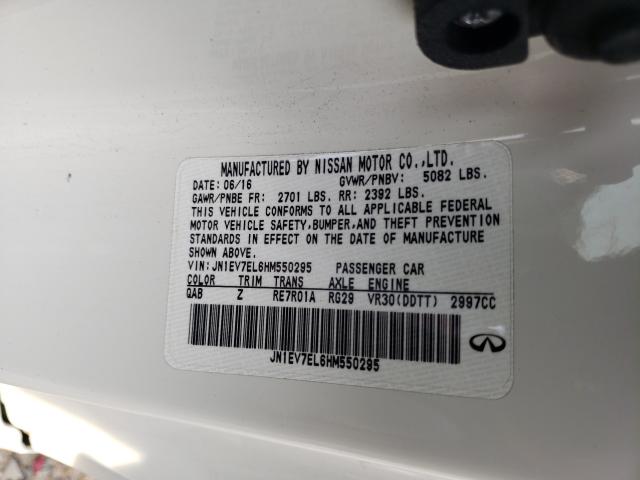 MANUFACTURED BY NISSAN MOTOR CO.,LTD.
DATE: 06/16 GVWR/PNBV: 5082 LBS.
GAWR/PNBE FR: 2701 LBS. RR: 2392 LBS.
THIS VEHICLE CONFORMS TO ALL APPLICABLE FEDERAL
MOTOR VEHICLE SAFETY,BUMPER,AND THEFT PREVENTION
STANDARDS IN EFFECT ON THE DATE OF MANUFACTURE
SHOWN ABOVE.
VIN: JN1EV7EL6HM550295 PASSENGER CAR
COLOR TRIM TRANS AXLE ENGINE
QAB Z RE7R01A RG29 VR30(DDTT) 2997CC
JN1EV7EL6HM550295